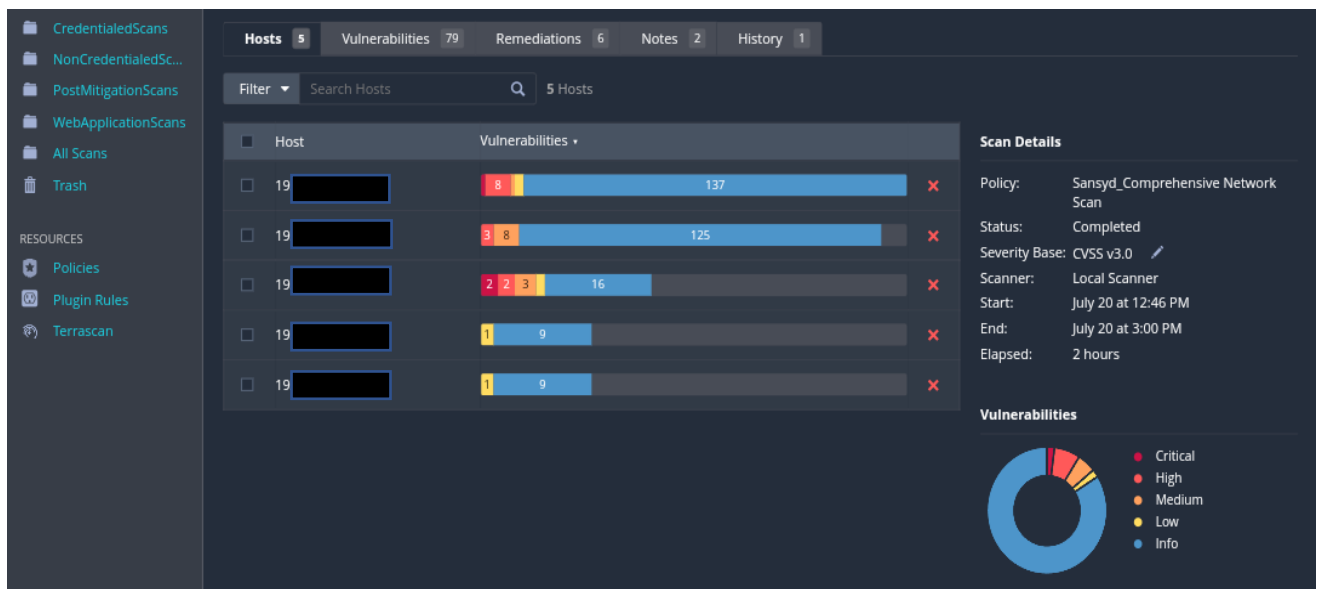 CredentialedScans
NonCredentialedSc...
PostMitigationScans
WebApplicationScans
All Scans
Trash
RESOURCES
Policies
Plugin Rules
Terrascan
Hosts 5 Vulnerabilities 79 Remediations 6 Notes 2 History 1
Filter Search Hosts 5 Hosts
Host Vulnerabilities
19 8 137
19 3 8 125
19 2 2 3 16
19 1 9
19 1 9
Scan Details
Policy: Sansyd_Comprehensive Network
Scan
Status: Completed
Severity Base: CVSS v3.0
Scanner: Local Scanner
Start: July 20 at 12:46 PM
End: July 20 at 3:00 PM
Elapsed: 2 hours
Vulnerabilities
Critical
High
Medium
Low
Info